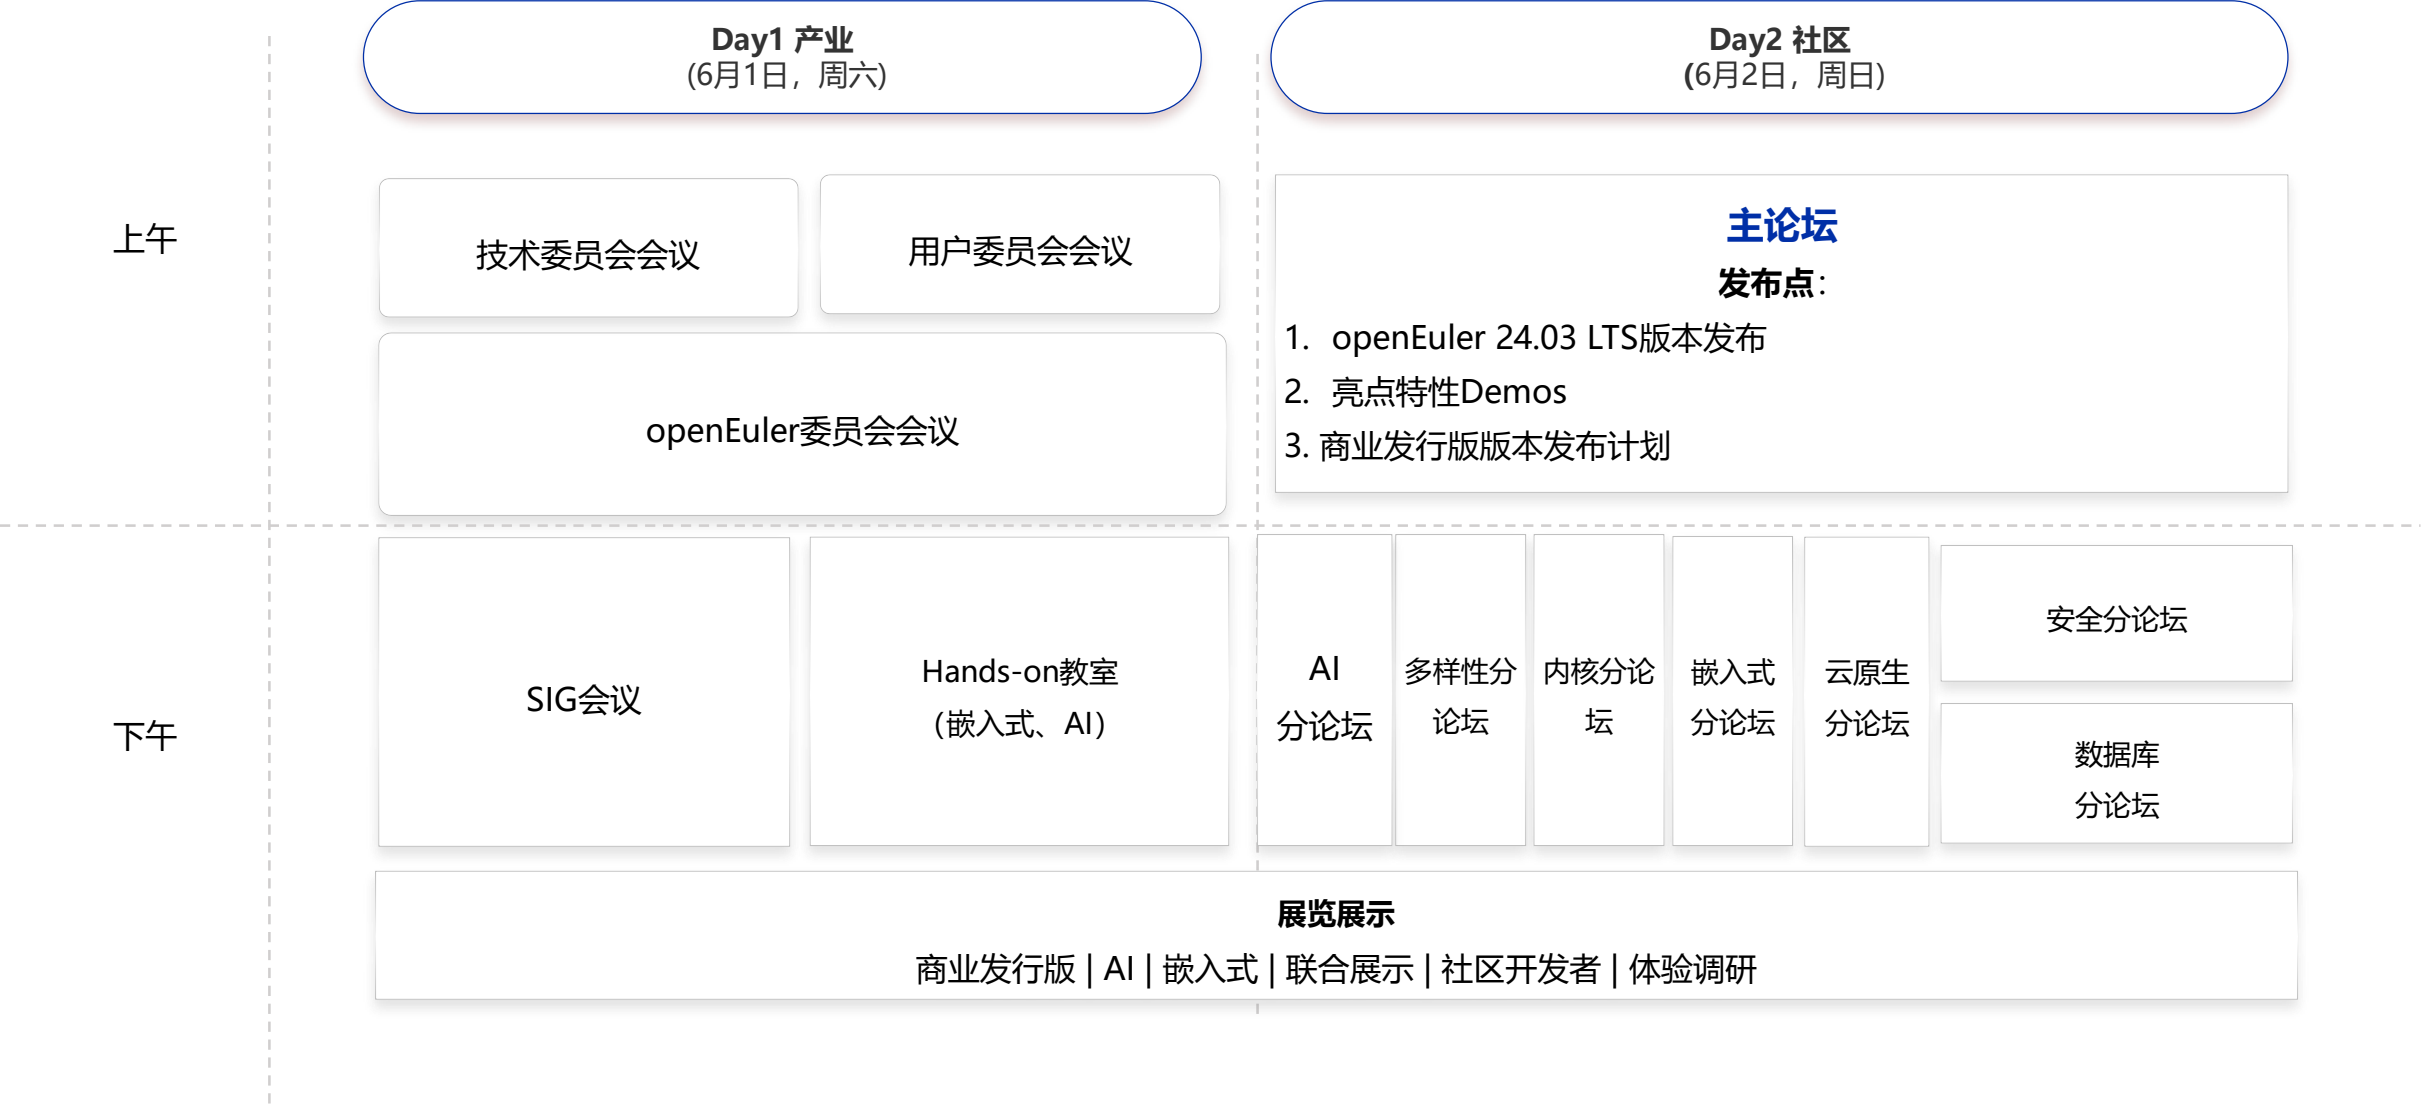 Day1 产业
(6月1日，周六)
Day2 社区
(6月2日，周日)
上午
技术委员会会议
用户委员会会议
openEuler委员会会议
主论坛
发布点：
1. openEuler 24.03 LTS版本发布
2. 亮点特性Demos
3. 商业发行版版本发布计划
下午
SIG会议
Hands-on教室
（嵌入式、AI）
AI
分论坛
多样性分
论坛
内核分论
坛
嵌入式
分论坛
云原生
分论坛
安全分论坛
数据库
分论坛
展览展示
商业发行版 | AI | 嵌入式 | 联合展示 | 社区开发者 | 体验调研